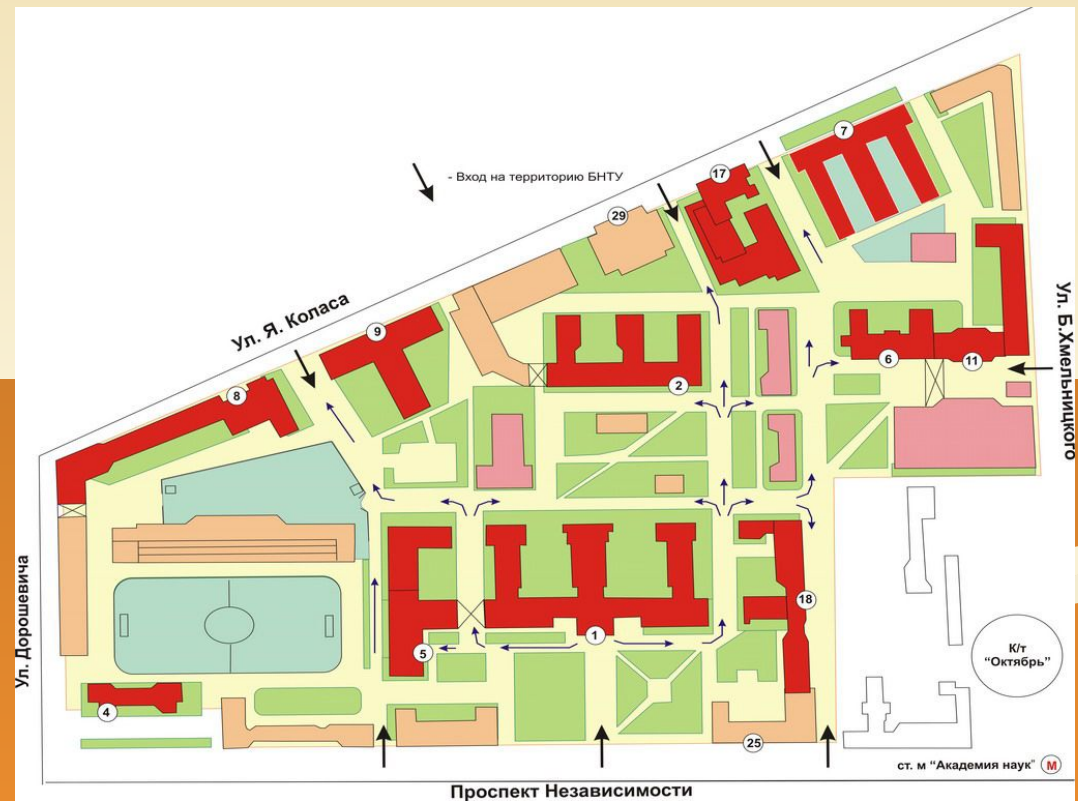 7
17
- Вход на территорию БНТУ
29
Ул. Я. Коласа
9
Ул. Б.Хмельницкого
6
11
2
8
18
К/т
"Октябрь"
1
5
Ул. Дорошевича
4
25
ст. м "Академия наук" М
Проспект Независимости